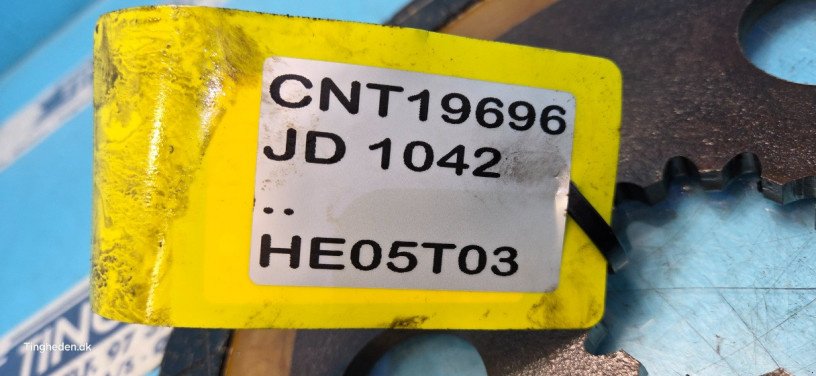 CNT19696
JD 1042
..
HE05T03
Tingheden.dk